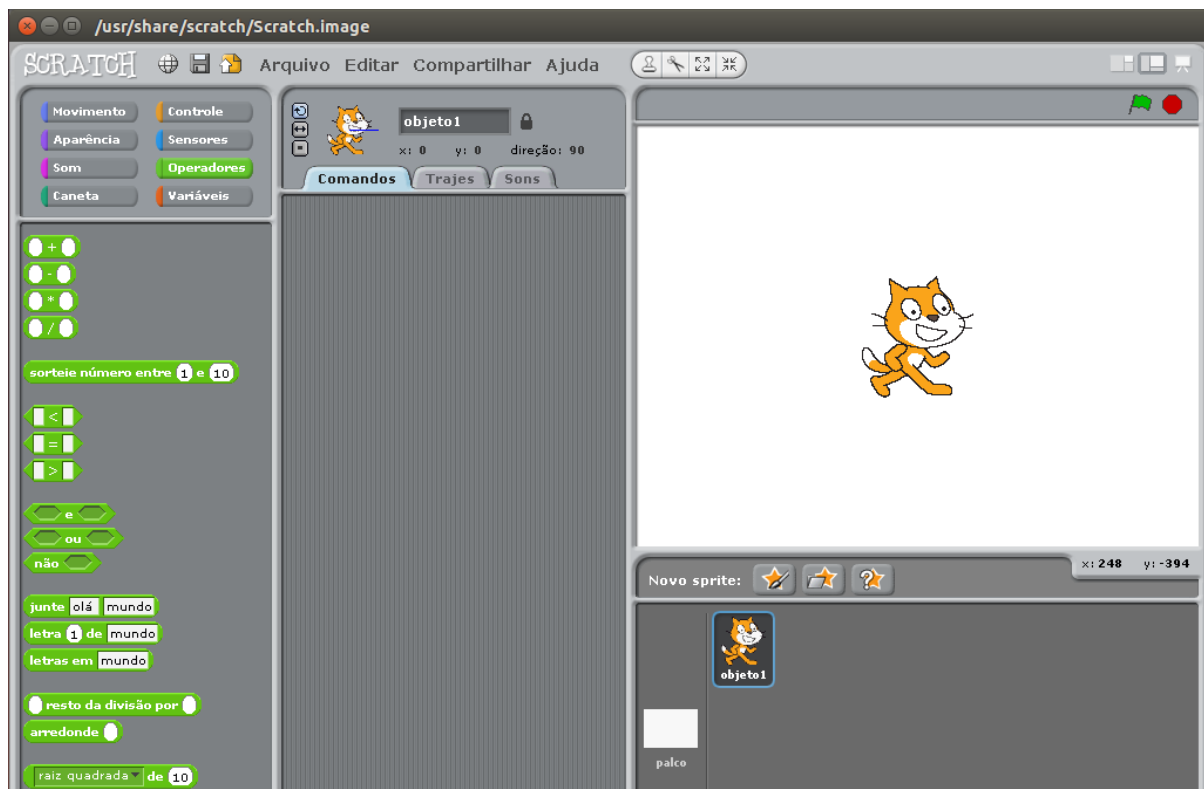 /usr/share/scratch/Scratch.image
SCRATCH Arquivo Editar Compartilhar Ajuda
Movimento Controle
Aparência Sensores
Som Operadores
Caneta Variáveis
+
-
*
/
sorteie número entre 1 e 10
<
=
>
e
ou
não
junte olá mundo
letra 1 de mundo
letras em mundo
resto da divisão por
arredonde
raiz quadrada de 10
objeto1
x: 0 y: 0 direção: 90
Comandos Trajes Sons
x: 248 y: -394
Novo sprite:
objeto1
palco